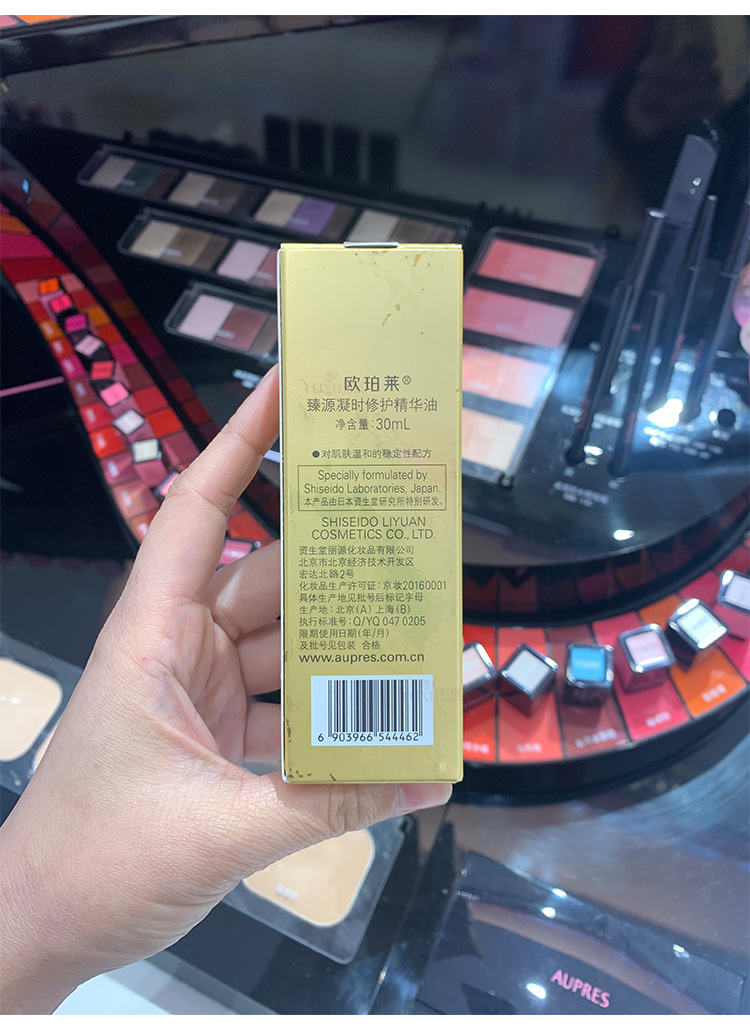 欧珀莱®
臻源凝时修护精华油
净含量:30mL
●对肌肤温和的稳定性配方
Specially formulated by
Shiseido Laboratories, Japan.
本产品由日本资生堂研究所特别研发。
SHISEIDO LIYUAN
COSMETICS CO., LTD.
资生堂丽源化妆品有限公司
北京市北京经济技术开发区
宏达北路2号
化妆品生产许可证:京妆20160001
具体生产地见批号后标记字母
生产地:北京(A) 上海(B)
执行标准号:Q/YQ 047 0205
限期使用日期(年/月)
及批号见包装 合格
www.aupres.com.cn
6 903966 544462
AUPRES